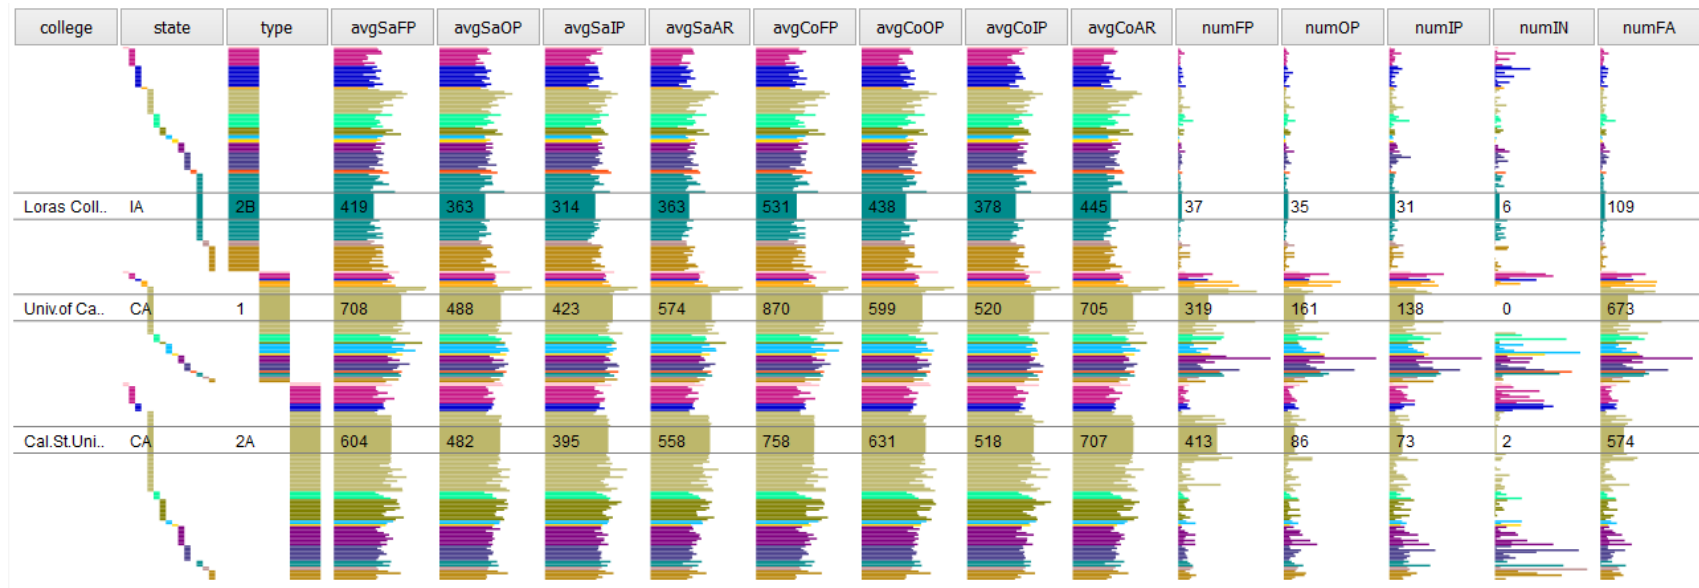 college state type avgSaFP avgSaOP avgSaIP avgSaAR avgCoFP avgCoOP avgCoIP avgCoAR numFP numOP numIP numIN numFA
Loras Coll.. IA 2B 419 363 314 363 531 438 378 445 37 35 31 6 109
Univ.of Ca.. CA 1 708 488 423 574 870 599 520 705 319 161 138 0 673
Cal.St.Uni.. CA 2A 604 482 395 558 758 631 518 707 413 86 73 2 574